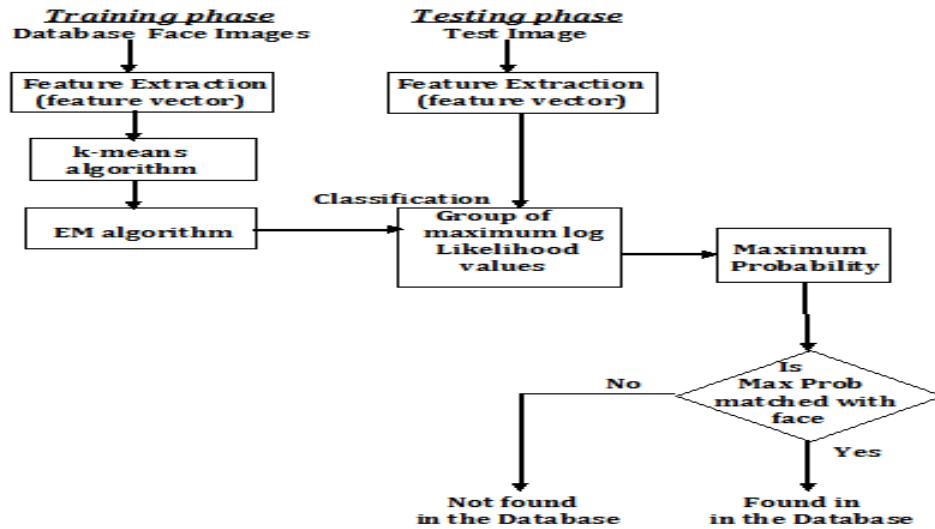 Training phase
Database Face Images
Feature Extraction
(feature vector)
k-means
algorithm
EM algorithm
Testing phase
Test Image
Feature Extraction
(feature vector)
Classification
Group of
maximum log
Likelihood
values
Maximum
Probability
Is
Max Prob
matched with
face
No
Yes
Not found
in the Database
Found in
in the Database